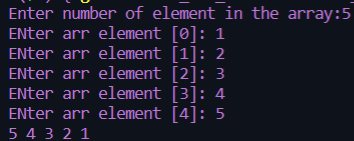 Enter number of element in the array:5
ENter arr element [0]: 1
ENter arr element [1]: 2
ENter arr element [2]: 3
ENter arr element [3]: 4
ENter arr element [4]: 5
5 4 3 2 1